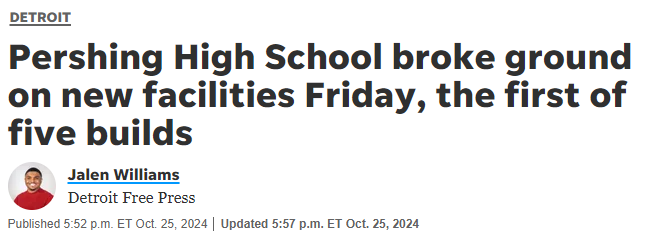 DETROIT
Pershing High School broke ground
on new facilities Friday, the first of
five builds
Jalen Williams
Detroit Free Press
Published 5:52 p.m. ET Oct. 25, 2024 | Updated 5:57 p.m. ET Oct. 25, 2024